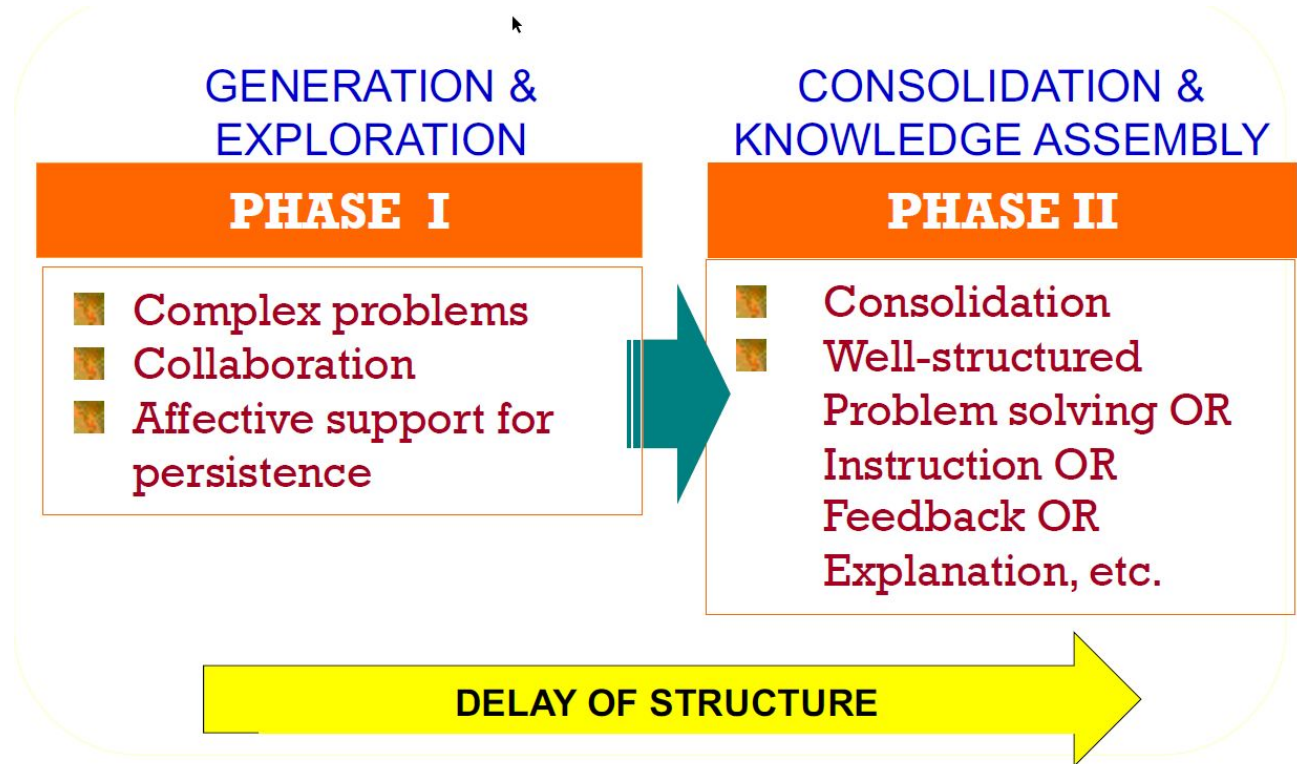 GENERATION &
EXPLORATION
PHASE I
Complex problems
Collaboration
Affective support for
persistence
CONSOLIDATION &
KNOWLEDGE ASSEMBLY
PHASE II
Consolidation
Well-structured
Problem solving OR
Instruction OR
Feedback OR
Explanation, etc.
DELAY OF STRUCTURE